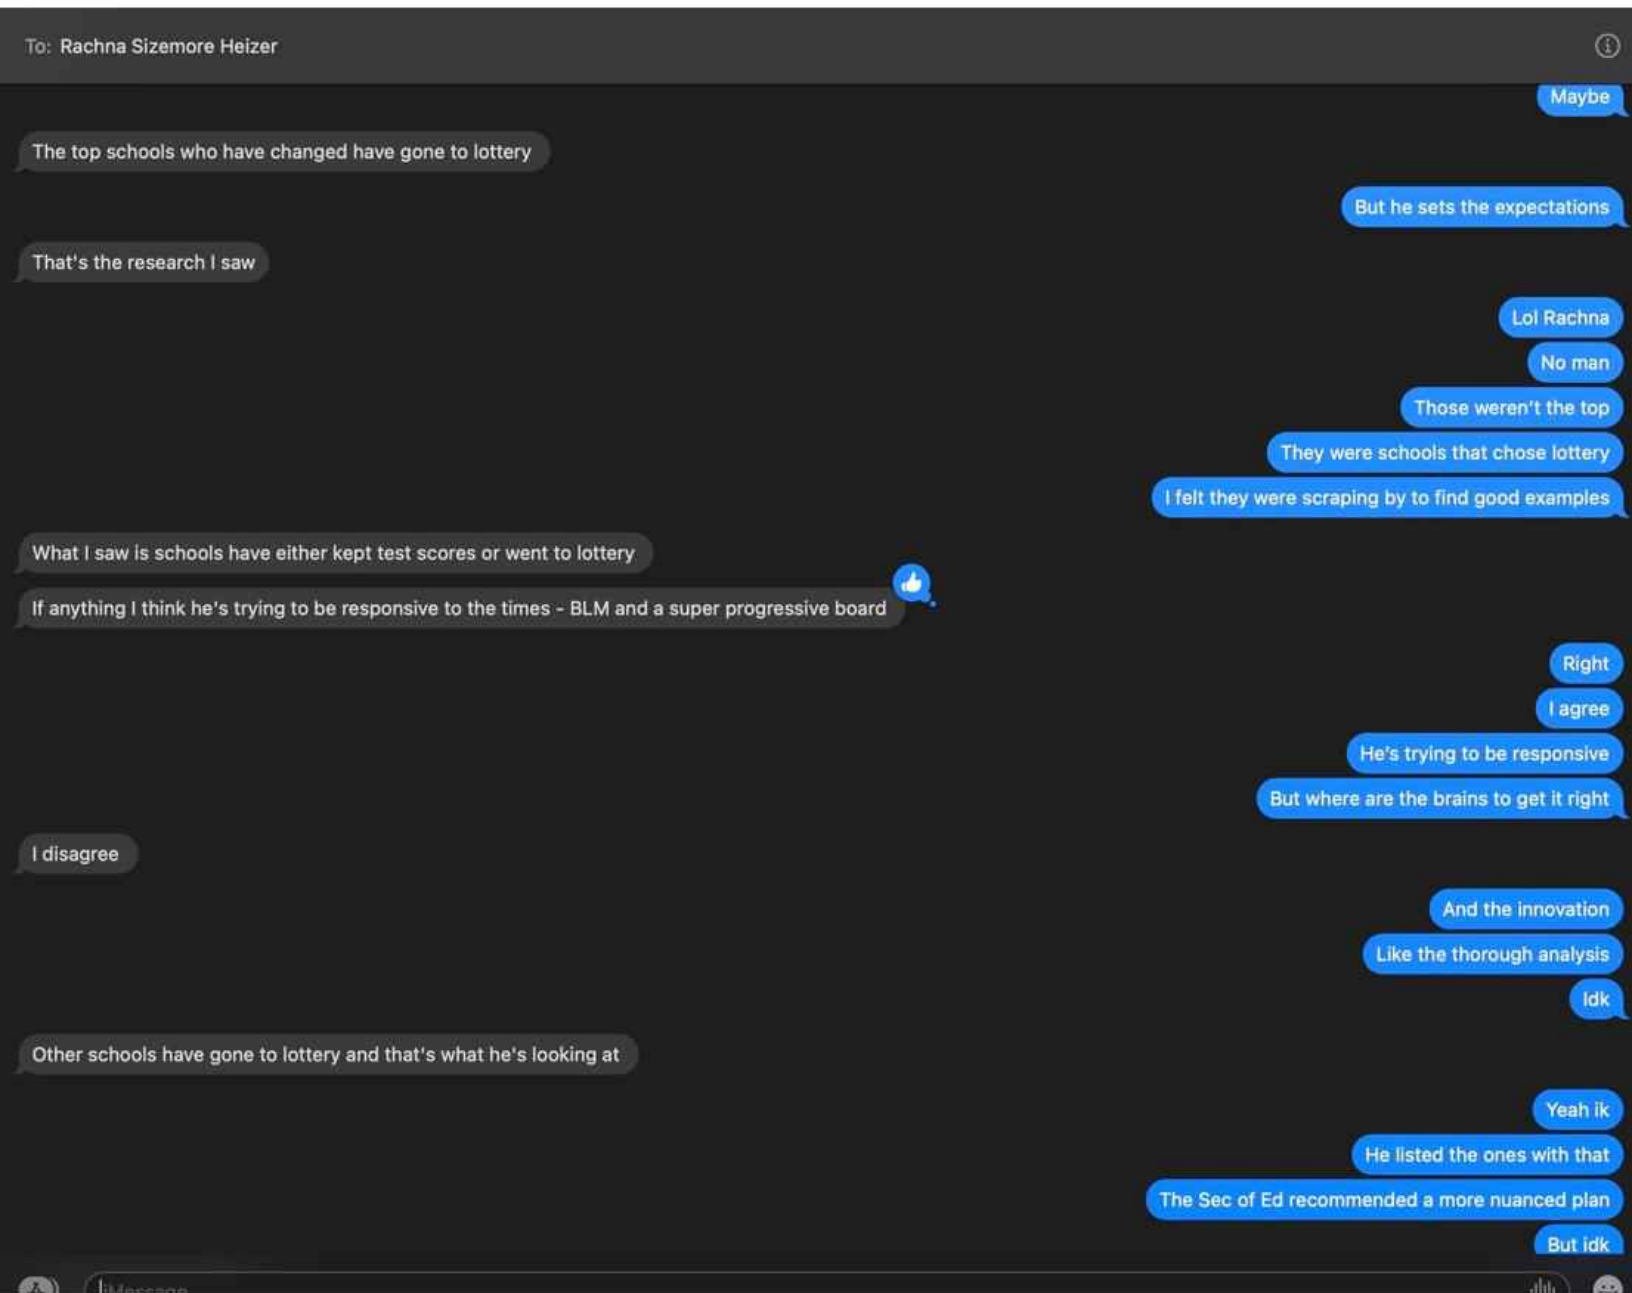 To: Rachna Sizemore Heizer
Maybe
The top schools who have changed have gone to lottery
But he sets the expectations
That's the research I saw
Lol Rachna
No man
Those weren't the top
They were schools that chose lottery
I felt they were scraping by to find good examples
What I saw is schools have either kept test scores or went to lottery
If anything I think he's trying to be responsive to the times - BLM and a super progressive board
Right
I agree
He's trying to be responsive
But where are the brains to get it right
I disagree
And the innovation
Like the thorough analysis
Idk
Other schools have gone to lottery and that's what he's looking at
Yeah ik
He listed the ones with that
The Sec of Ed recommended a more nuanced plan
But idk
iMessage